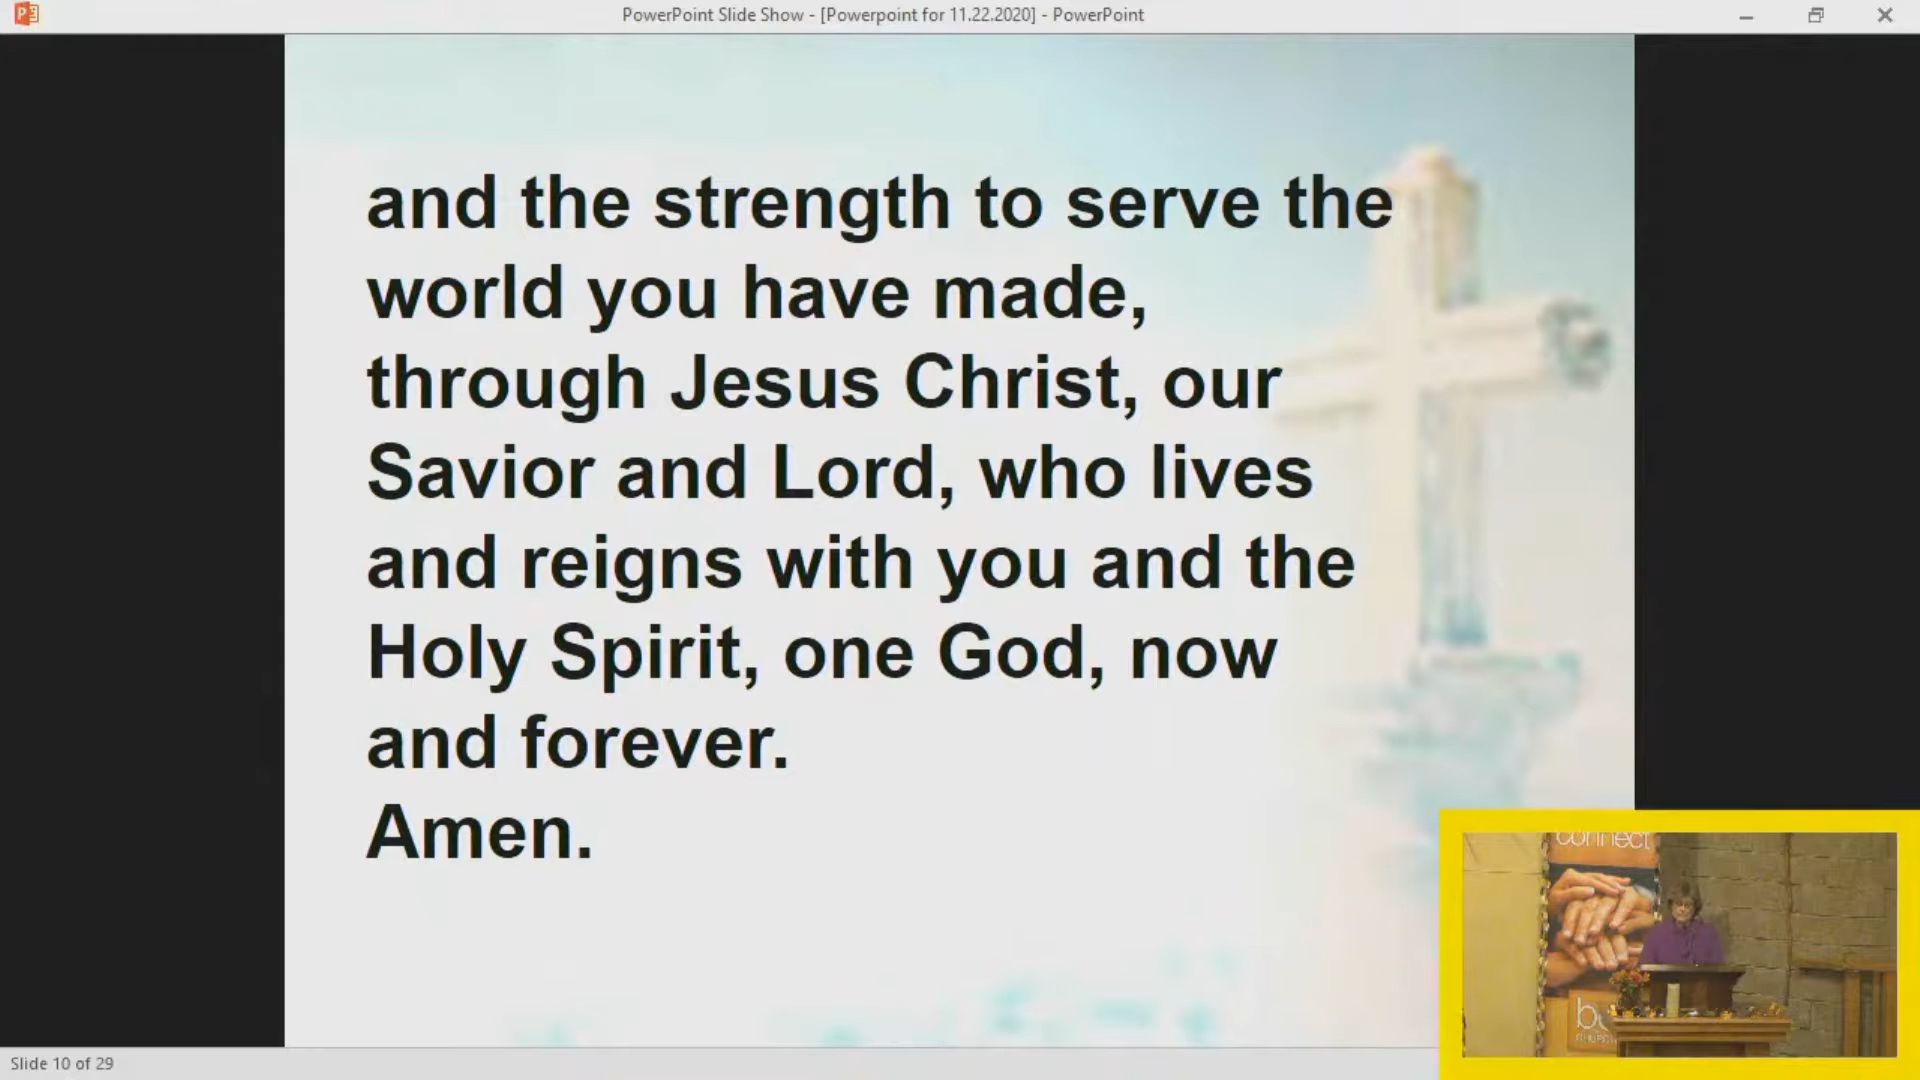 PowerPoint Slide Show - [Powerpoint for 11.22.2020] - PowerPoint
and the strength to serve the
world you have made,
through Jesus Christ, our
Savior and Lord, who lives
and reigns with you and the
Holy Spirit, one God, now
and forever.
Amen.
connect
Slide 10 of 29